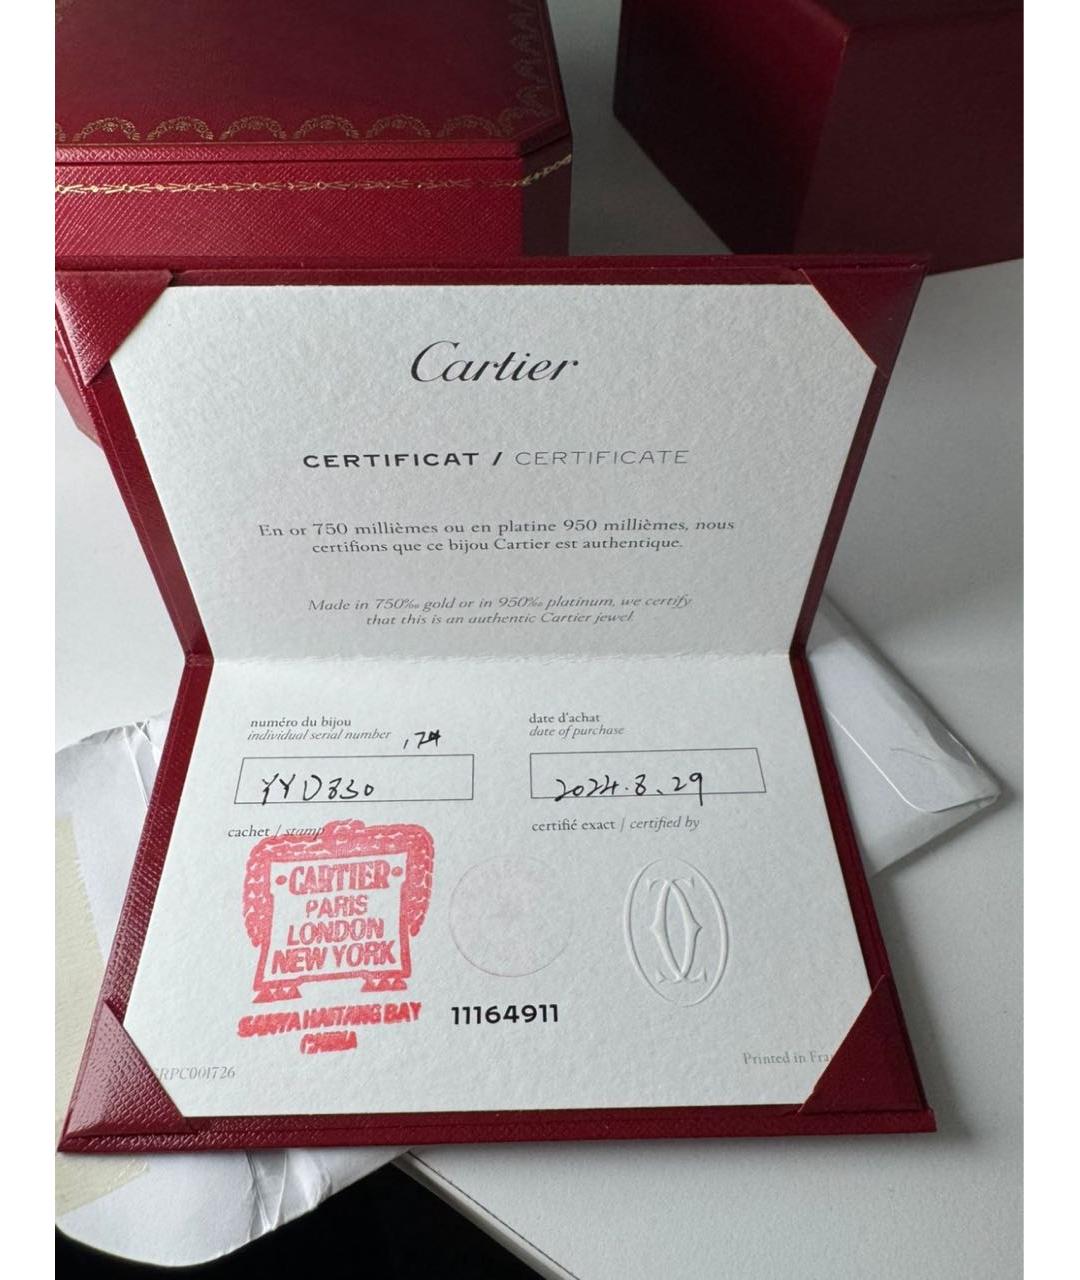 Cartier
CERTIFICAT / CERTIFICATE
En or 750 millièmes ou en platine 950 millièmes, nous
certifions que ce bijou Cartier est authentique.
Made in 750‰ gold or in 950‰ platinum, we certify
that this is an authentic Cartier jewel.
numéro du bijou
individual serial number
date d'achat
date of purchase
YYD830
2024.8.29
cachet / stamp
certifié exact / certified by
CARTIER
PARIS
LONDON
NEW YORK
SANYA HAITANG BAY
CHINA
11164911
RPC001726
Printed in Fra